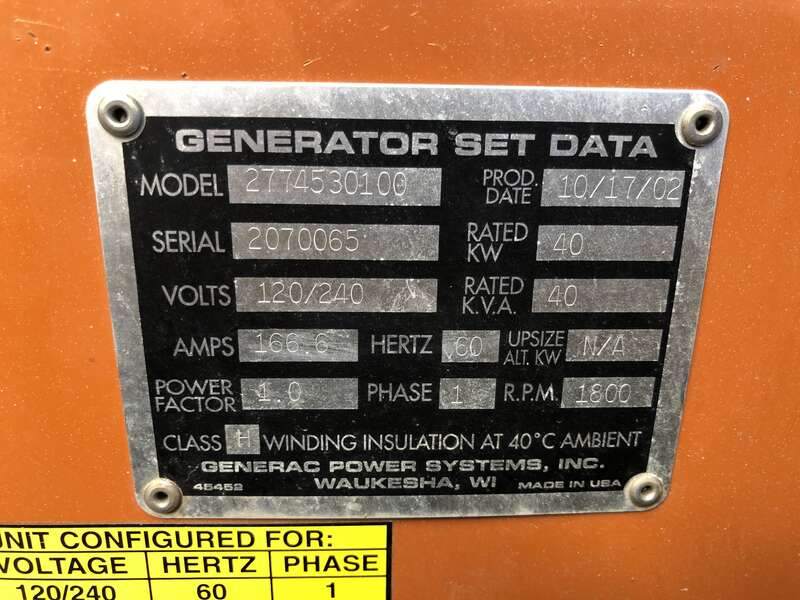 GENERATOR SET DATA
MODEL 2774530100 PROD. DATE 10/17/02
SERIAL 2070065 RATED KW 40
VOLTS 120/240 RATED K.V.A. 40
AMPS 166.6 HERTZ 60 UPSIZE ALT. KW N/A
POWER FACTOR 1.0 PHASE 1 R.P.M. 1800
CLASS H WINDING INSULATION AT 40°C AMBIENT
GENERAC POWER SYSTEMS, INC.
45452 WAUKESHA, WI MADE IN USA
UNIT CONFIGURED FOR:
VOLTAGE HERTZ PHASE
120/240 60 1